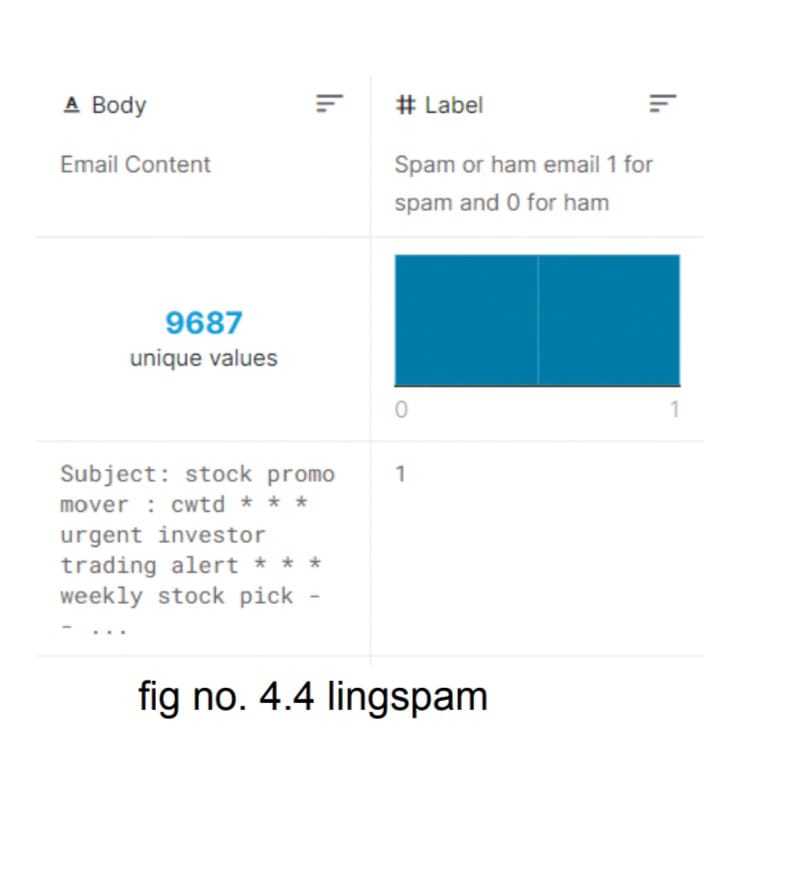 A Body
# Label
Email Content
Spam or ham email 1 for
spam and 0 for ham
9687
unique values
0 1
Subject: stock promo
mover : cwtd * * *
urgent investor
trading alert * * *
weekly stock pick -
- ...
1
fig no. 4.4 lingspam